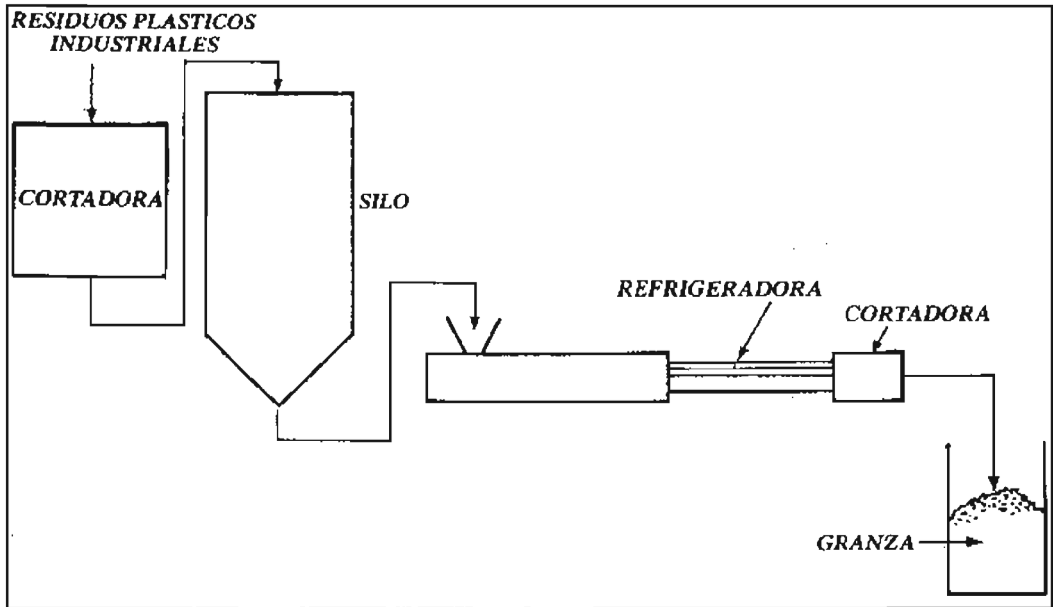 RESIDUOS PLASTICOS
INDUSTRIALES
CORTADORA
SILO
REFRIGERADORA
CORTADORA
GRANZA